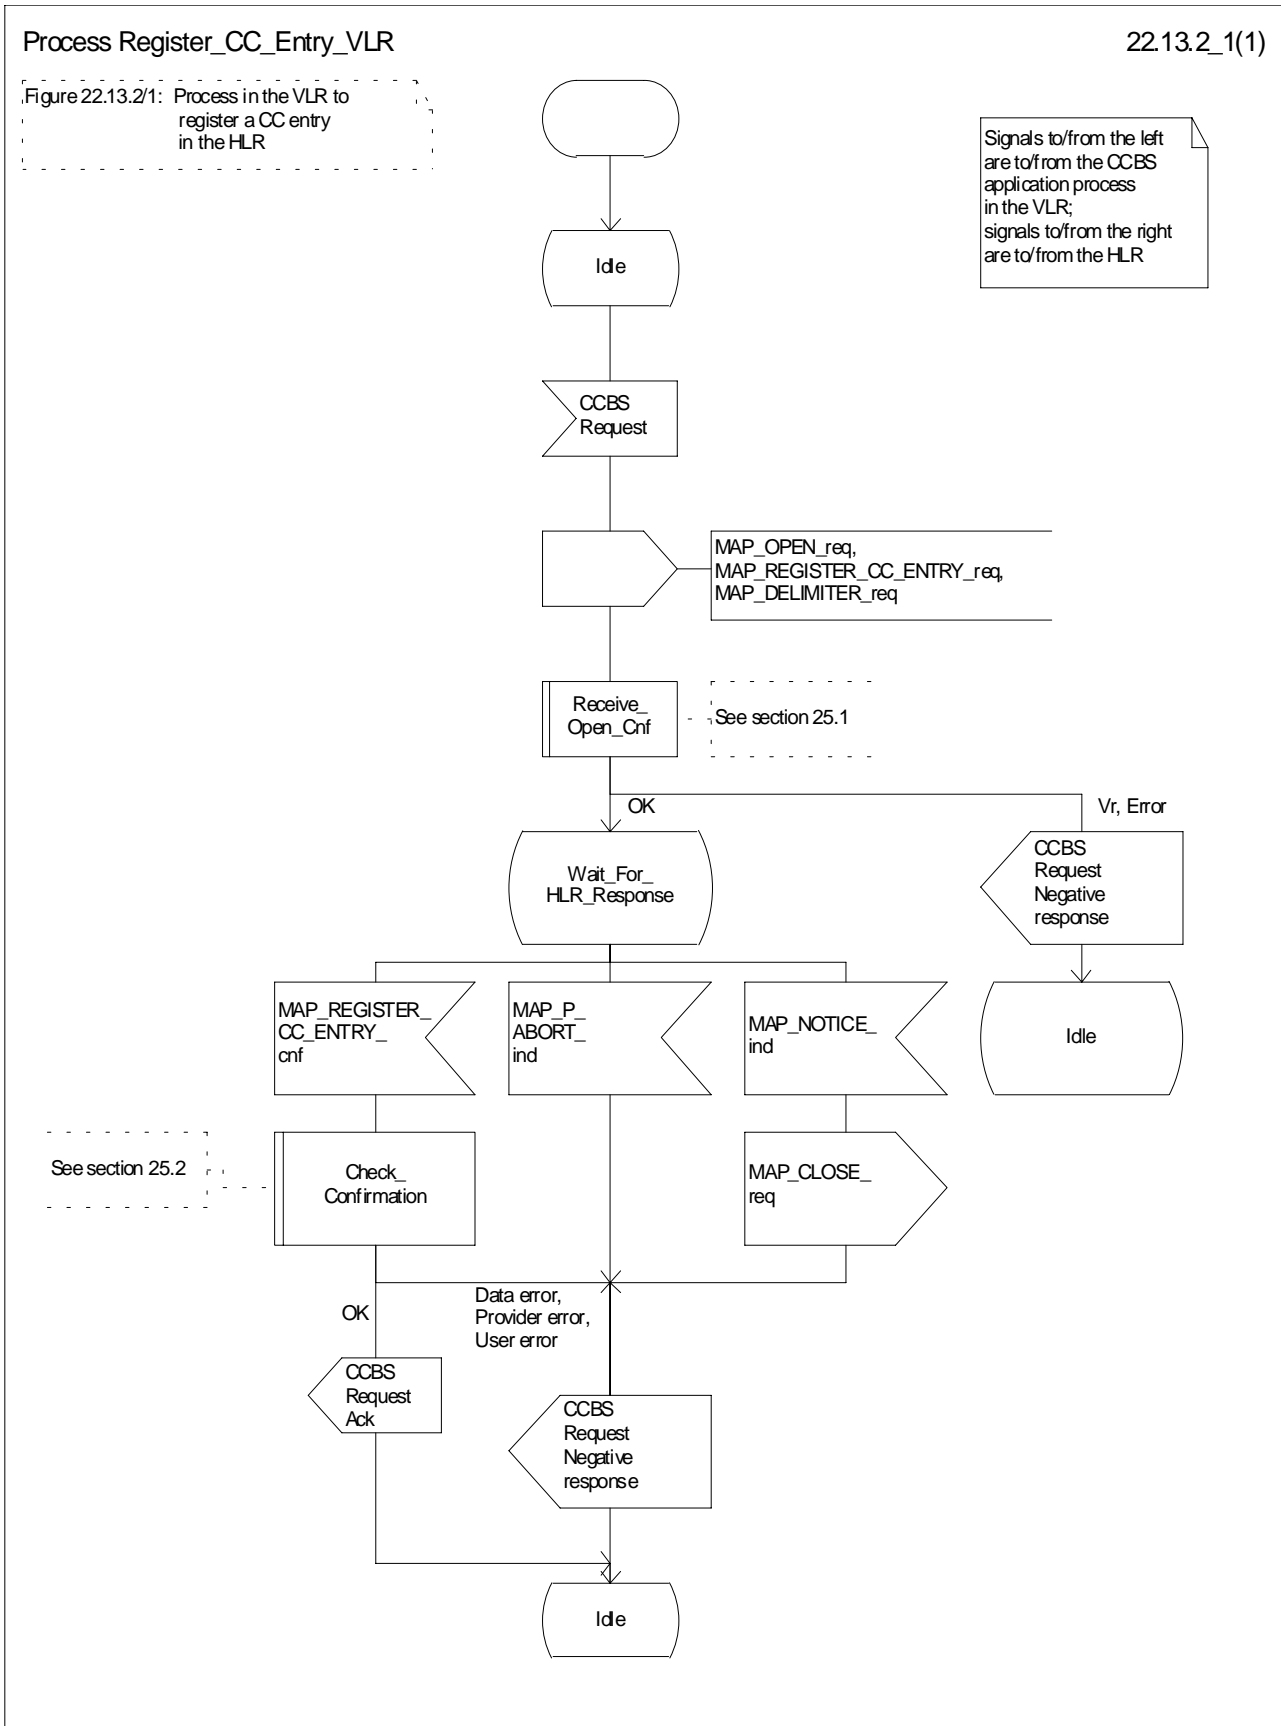 Process Register_CC_Entry_VLR
22.13.2_1(1)
Figure 22.13.2/1: Process in the VLR to
register a CC entry
in the HLR
Signals to/from the left
are to/from the CCBS
application process
in the VLR;
signals to/from the right
are to/from the HLR
Idle
CCBS
Request
MAP_OPEN_req,
MAP_REGISTER_CC_ENTRY_req,
MAP_DELIMITER_req
Receive_
Open_Cnf
See section 25.1
OK
Vr, Error
Wait_For_
HLR_Response
CCBS
Request
Negative
response
MAP_REGISTER_
CC_ENTRY_
cnf
MAP_P_
ABORT_
ind
MAP_NOTICE_
ind
Idle
See section 25.2
Check_
Confirmation
MAP_CLOSE_
req
OK
Data error,
Provider error,
User error
CCBS
Request
Ack
CCBS
Request
Negative
response
Idle